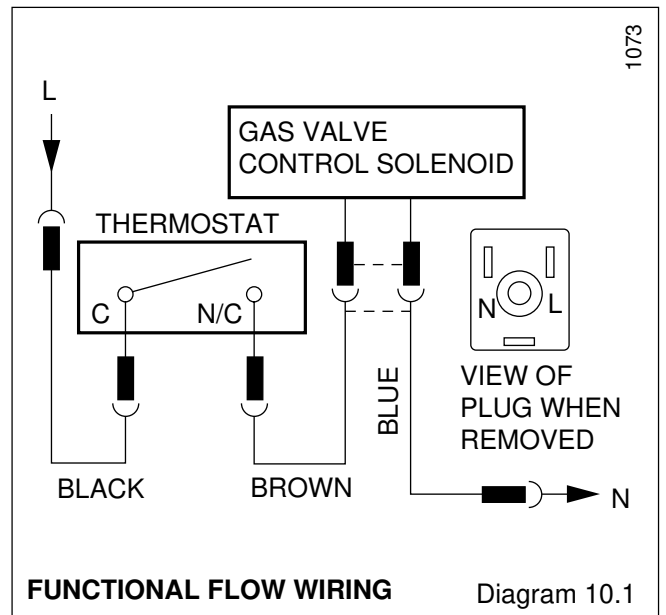 1073
L
GAS VALVE
CONTROL SOLENOID
THERMOSTAT
C N/C
N L
BLUE
VIEW OF
PLUG WHEN
REMOVED
BLACK BROWN
N
FUNCTIONAL FLOW WIRING Diagram 10.1